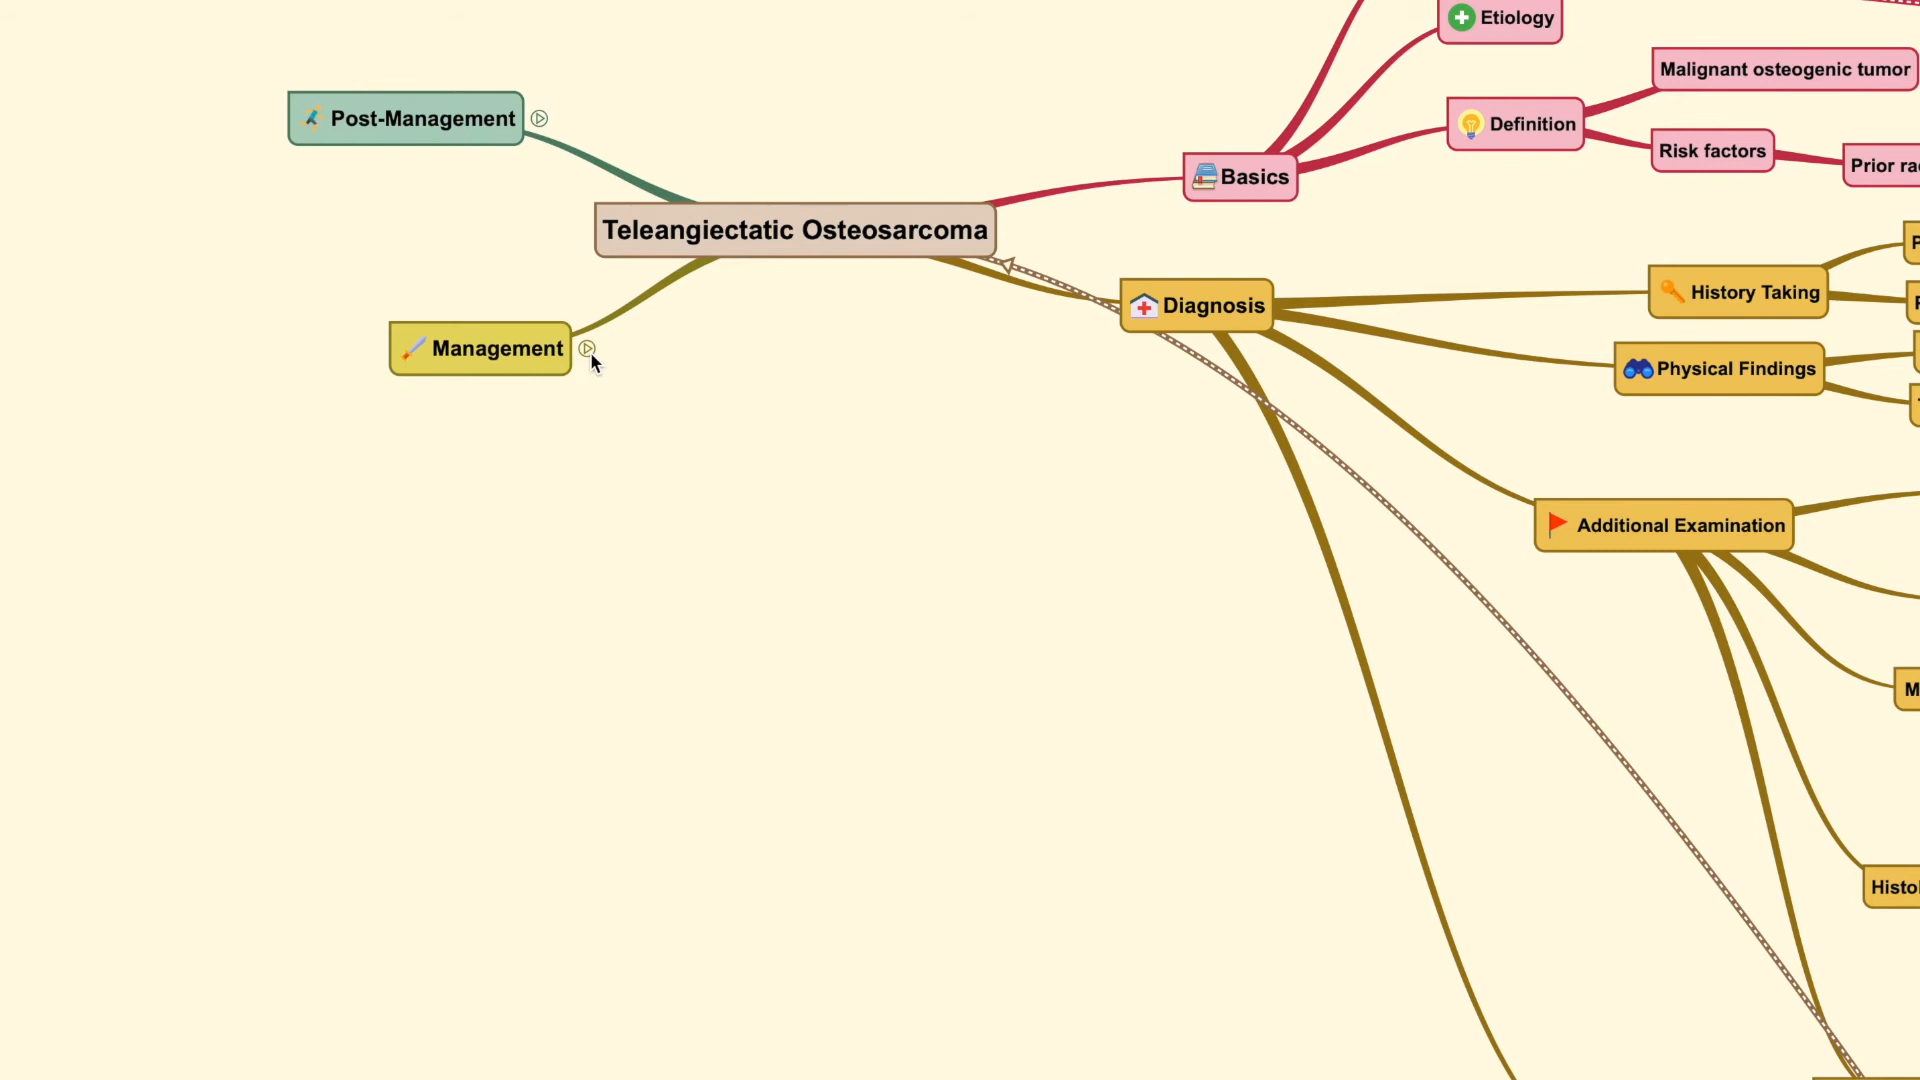 Etiology
Malignant osteogenic tumor
Post-Management
Definition
Risk factors
Prior
Basics
Teleangiectatic Osteosarcoma
Diagnosis
History Taking
Management
Physical Findings
Additional Examination